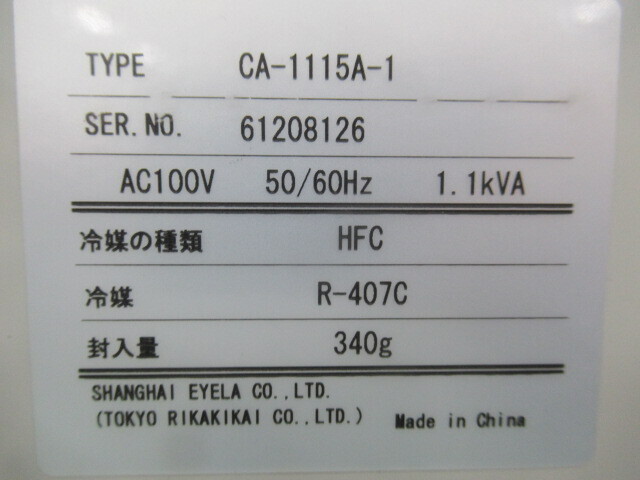 TYPE CA-1115A-1
SER.NO. 61208126
AC100V 50/60Hz 1.1kVA
冷媒の種類 HFC
冷媒 R-407C
封入量 340g
SHANGHAI EYELA CO.,LTD.
(TOKYO RIKAKIKAI CO.,LTD.) Made in China